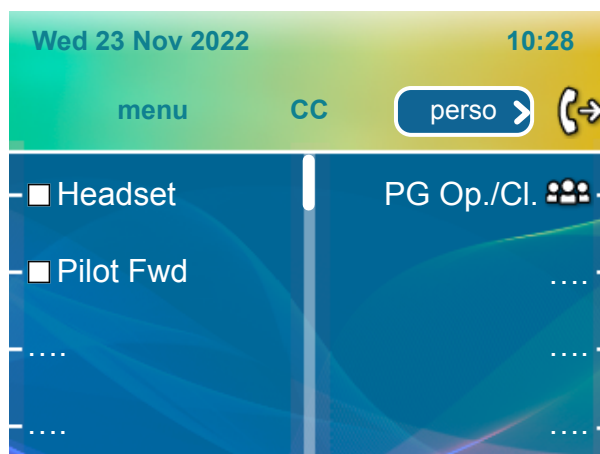 Wed 23 Nov 2022 10:28
menu CC perso
Headset PG Op./Cl.
Pilot Fwd ....
.... ....
.... ....